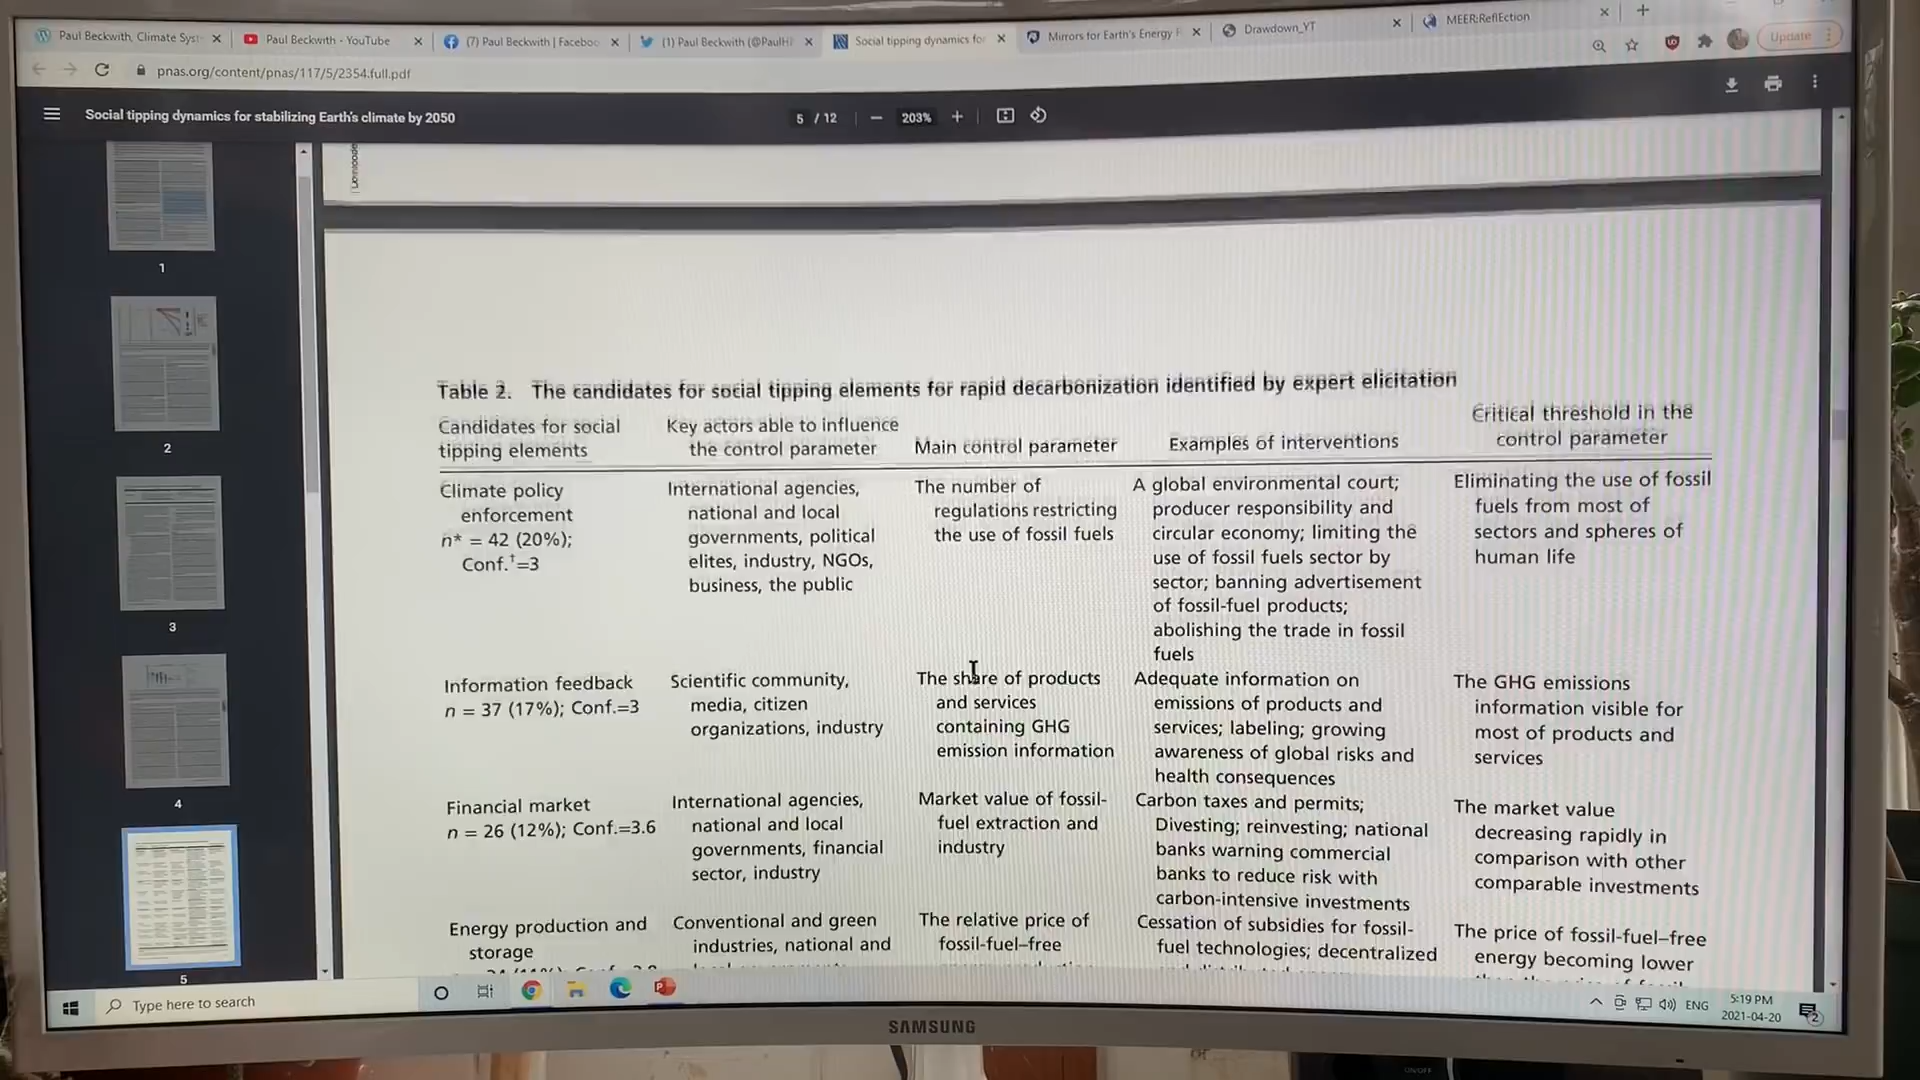 Paul Beckwith, Climate Syst
Paul Beckwith - YouTube
(7) Paul Beckwith | Faceboo
(1) Paul Beckwith (@PaulH
Social tipping dynamics for
Mirrors for Earth's Energy
Drawdown_YT
MEER:ReflEction
pnas.org/content/pnas/117/5/2354.full.pdf
Update
Social tipping dynamics for stabilizing Earth's climate by 2050
5 / 12
203%
1
2
3
4
5
Table 2. The candidates for social tipping elements for rapid decarbonization identified by expert elicitation
Candidates for social
tipping elements
Key actors able to influence
the control parameter
Main control parameter
Examples of interventions
Critical threshold in the
control parameter
Climate policy
enforcement
n* = 42 (20%);
Conf.†=3
International agencies,
national and local
governments, political
elites, industry, NGOs,
business, the public
The number of
regulations restricting
the use of fossil fuels
A global environmental court;
producer responsibility and
circular economy; limiting the
use of fossil fuels sector by
sector; banning advertisement
of fossil-fuel products;
abolishing the trade in fossil
fuels
Eliminating the use of fossil
fuels from most of
sectors and spheres of
human life
Information feedback
n = 37 (17%); Conf.=3
Scientific community,
media, citizen
organizations, industry
The share of products
and services
containing GHG
emission information
Adequate information on
emissions of products and
services; labeling; growing
awareness of global risks and
health consequences
The GHG emissions
information visible for
most of products and
services
Financial market
n = 26 (12%); Conf.=3.6
International agencies,
national and local
governments, financial
sector, industry
Market value of fossil-
fuel extraction and
industry
Carbon taxes and permits;
Divesting; reinvesting; national
banks warning commercial
banks to reduce risk with
carbon-intensive investments
The market value
decreasing rapidly in
comparison with other
comparable investments
Energy production and
storage
Conventional and green
industries, national and
The relative price of
fossil-fuel–free
Cessation of subsidies for fossil-
fuel technologies; decentralized
The price of fossil-fuel–free
energy becoming lower
Type here to search
ENG
5:19 PM
2021-04-20
2
SAMSUNG
ON/OFF